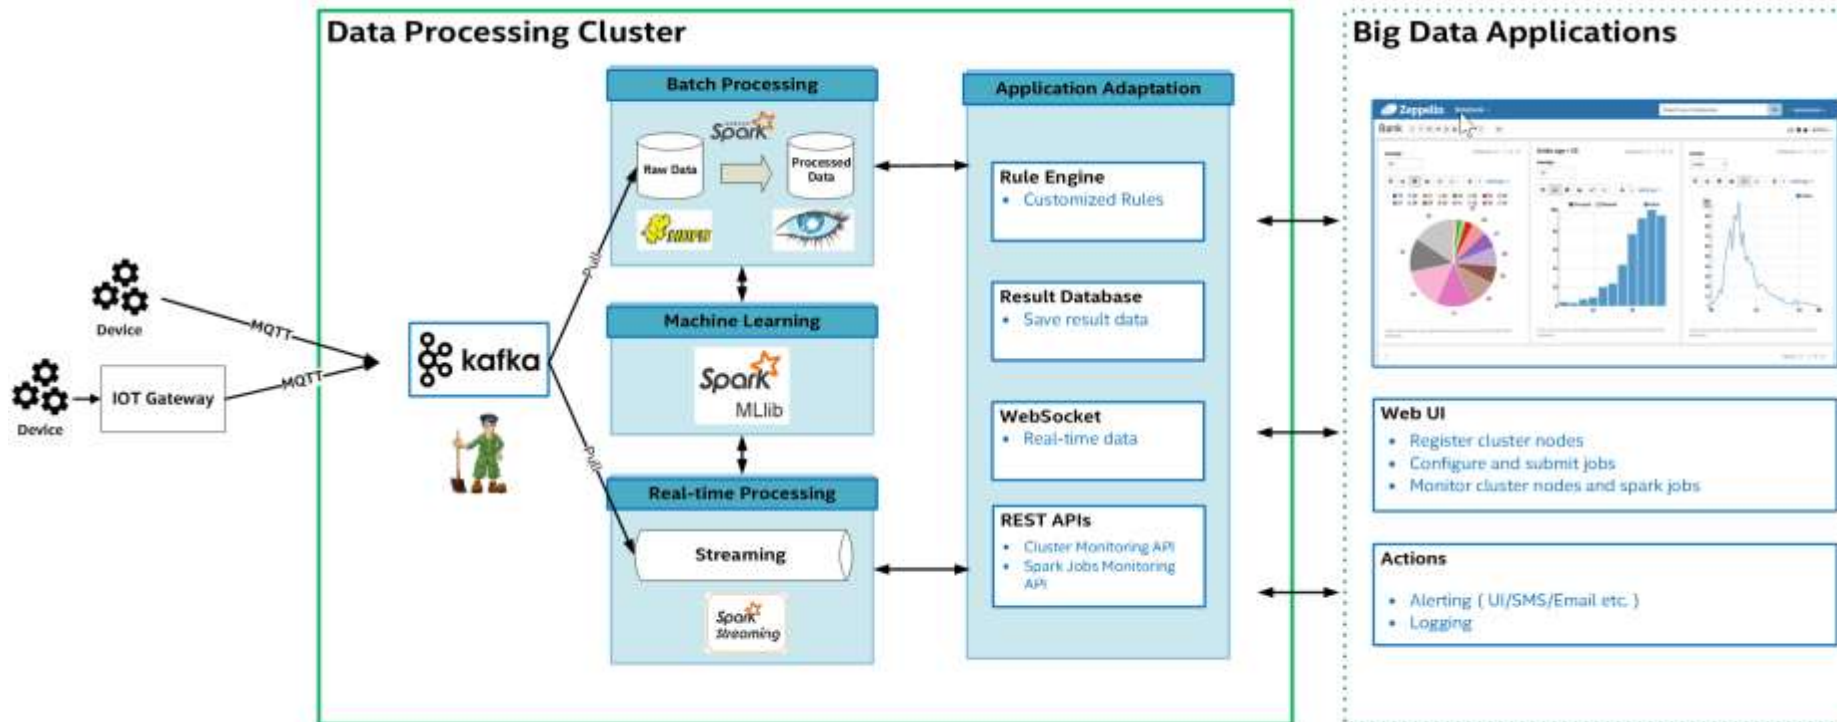 Data Processing Cluster
Big Data Applications
Batch Processing
Spark
Raw Data
Processed
Data
Pull
Machine Learning
Spark
MLlib
Pull
Real-time Processing
Streaming
Spark
Streaming
Device
MQTT
Device
IOT Gateway
MQTT
kafka
Application Adaptation
Rule Engine
• Customized Rules
Result Database
• Save result data
WebSocket
• Real-time data
REST APIs
• Cluster Monitoring API
• Spark Jobs Monitoring
API
Zeppelin
Bank
Web UI
• Register cluster nodes
• Configure and submit jobs
• Monitor cluster nodes and spark jobs
Actions
• Alerting ( UI/SMS/Email etc. )
• Logging